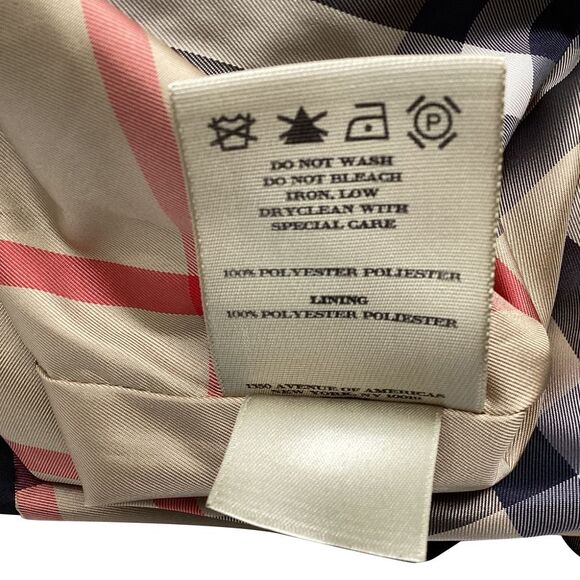 P
DO NOT WASH
DO NOT BLEACH
IRON, LOW
DRYCLEAN WITH
SPECIAL CARE
100% POLYESTER POLIESTER
LINING
100% POLYESTER POLIESTER
1350 AVENUE OF AMERICAS
NEW YORK, NY